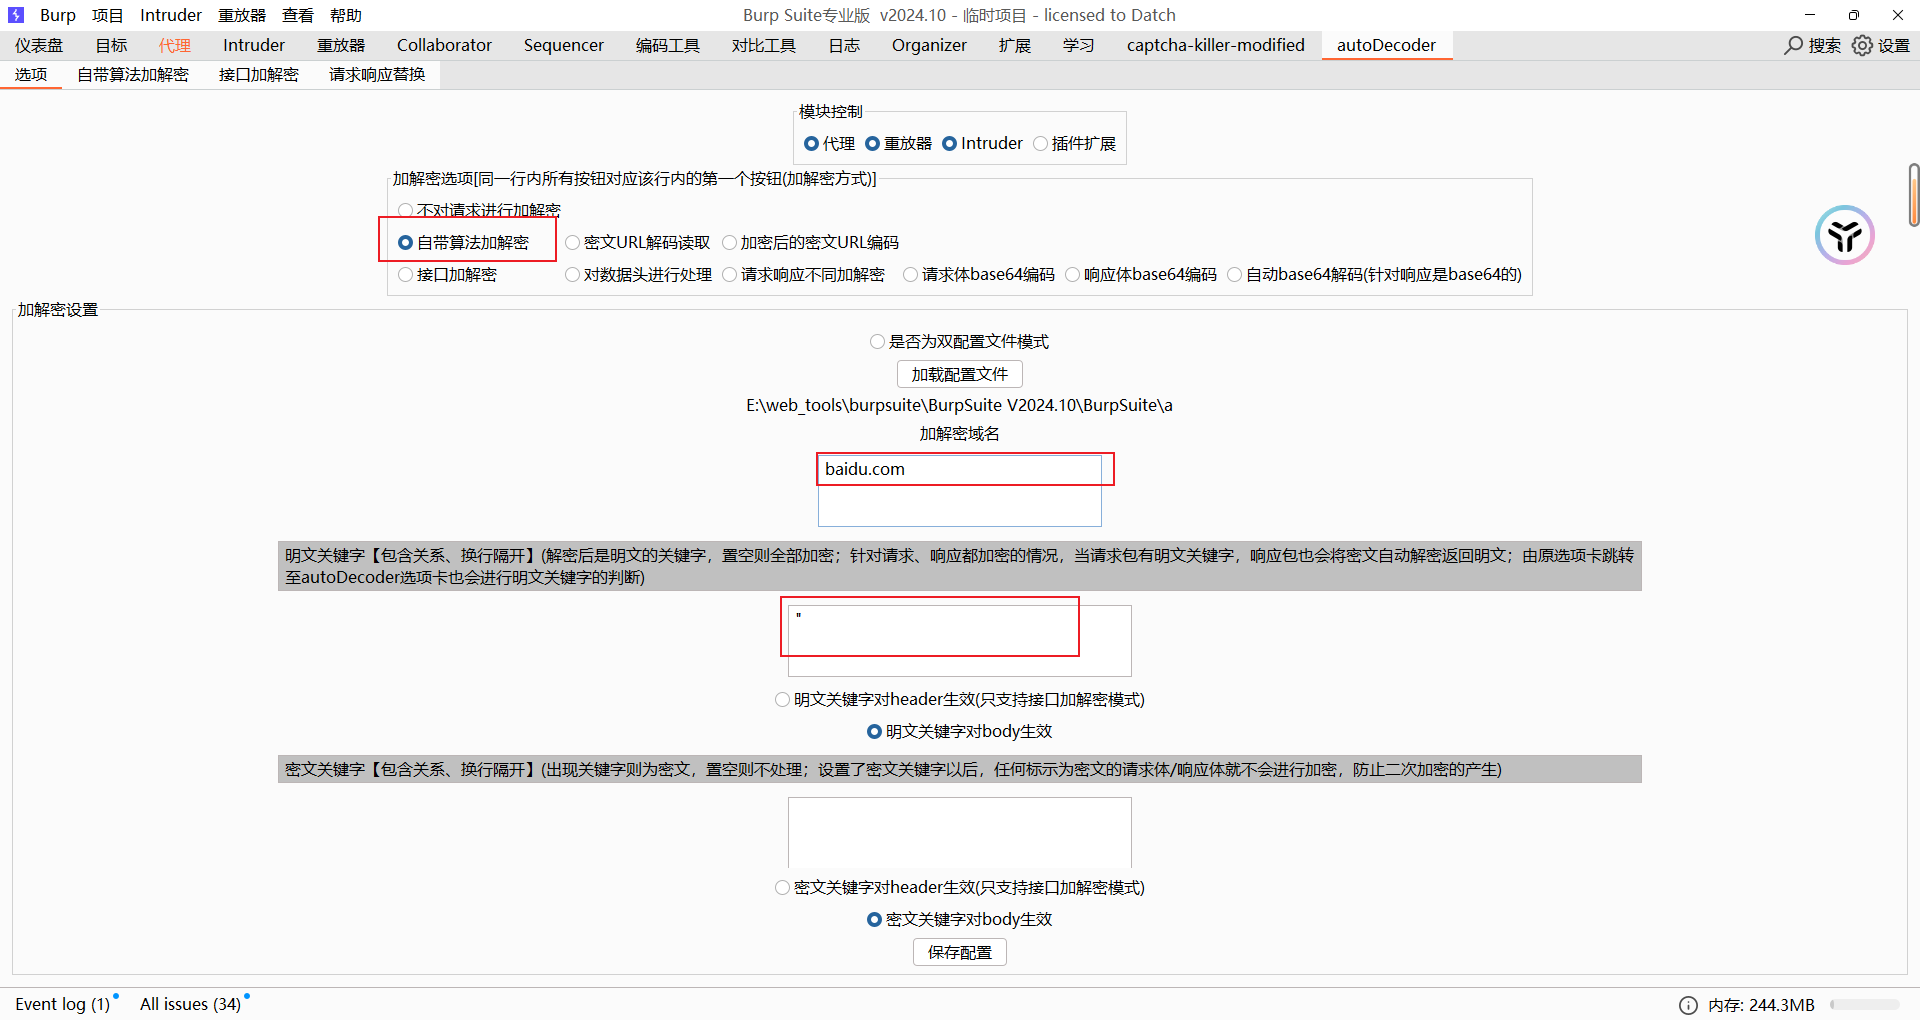 Burp 项目 Intruder 重放器 查看 帮助 Burp Suite专业版 v2024.10 - 临时项目 - licensed to Datch
仪表盘 目标 代理 Intruder 重放器 Collaborator Sequencer 编码工具 对比工具 日志 Organizer 扩展 学习 captcha-killer-modified autoDecoder 搜索 设置
选项 自带算法加解密 接口加解密 请求响应替换
模块控制
代理 重放器 Intruder 插件扩展
加解密选项[同一行内所有按钮对应该行内的第一个按钮(加解密方式)]
不对请求进行加解密
自带算法加解密 密文URL解码读取 加密后的密文URL编码
接口加解密 对数据头进行处理 请求响应不同加解密 请求体base64编码 响应体base64编码 自动base64解码(针对响应是base64的)
加解密设置
是否为双配置文件模式
加载配置文件
E:\web_tools\burpsuite\BurpSuite V2024.10\BurpSuite\a
加解密域名
baidu.com
明文关键字【包含关系、换行隔开】(解密后是明文的关键字，置空则全部加密；针对请求、响应都加密的情况，当请求包有明文关键字，响应包也会将密文自动解密返回明文；由原选项卡跳转
至autoDecoder选项卡也会进行明文关键字的判断)
"
明文关键字对header生效(只支持接口加解密模式)
明文关键字对body生效
密文关键字【包含关系、换行隔开】(出现关键字则为密文，置空则不处理；设置了密文关键字以后，任何标示为密文的请求体/响应体就不会进行加密，防止二次加密的产生)
密文关键字对header生效(只支持接口加解密模式)
密文关键字对body生效
保存配置
Event log (1) All issues (34) 内存: 244.3MB